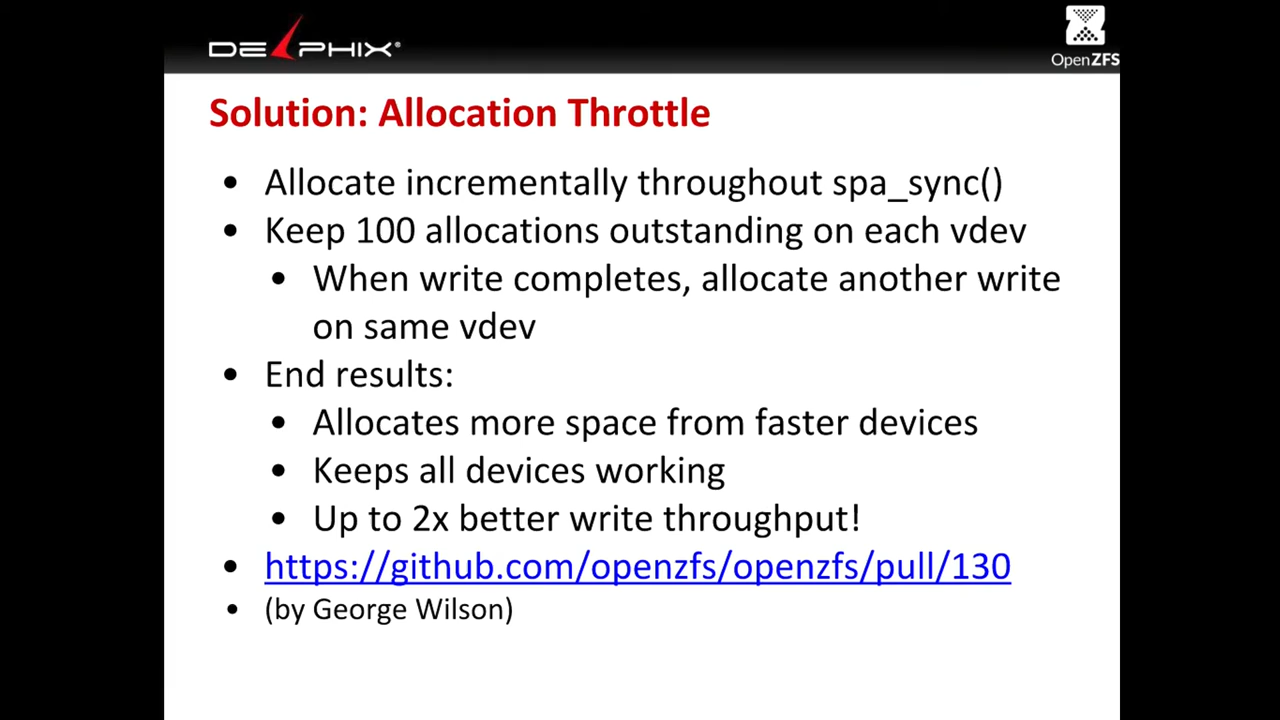 DELPHIX®
OpenZFS
Solution: Allocation Throttle
• Allocate incrementally throughout spa_sync()
• Keep 100 allocations outstanding on each vdev
• When write completes, allocate another write
on same vdev
• End results:
• Allocates more space from faster devices
• Keeps all devices working
• Up to 2x better write throughput!
• https://github.com/openzfs/openzfs/pull/130
• (by George Wilson)